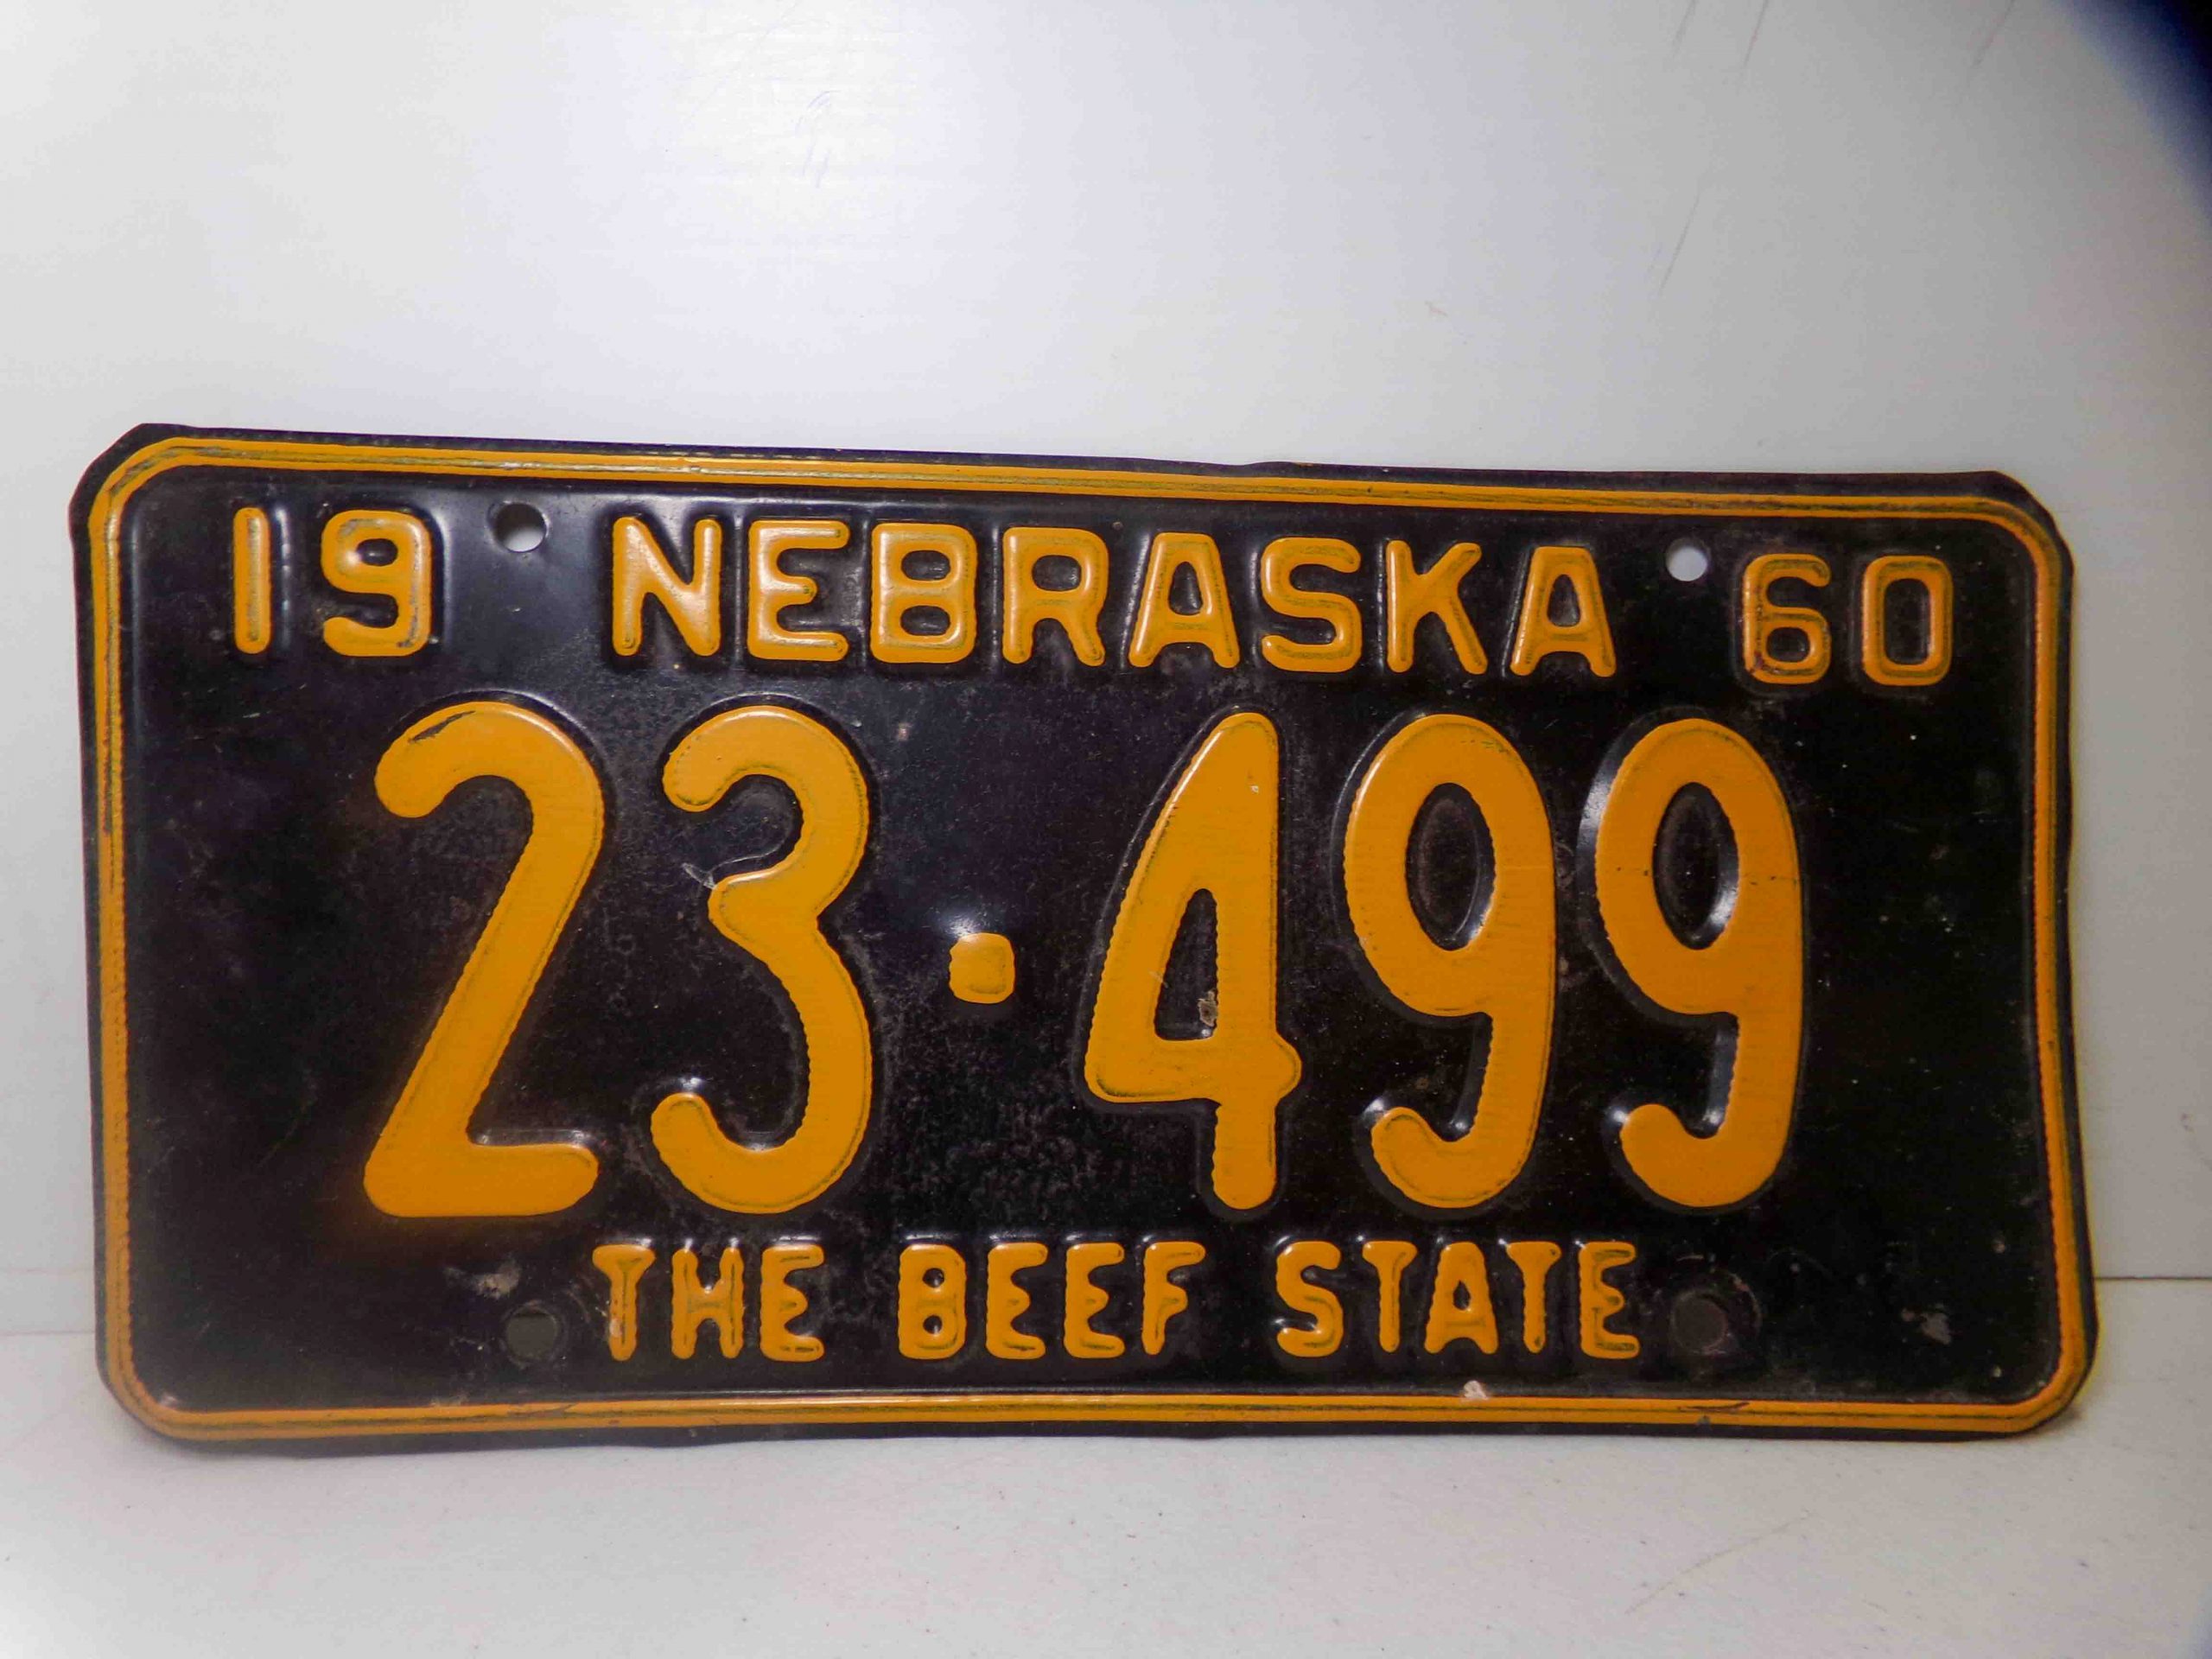 19 NEBRASKA 60
23·499
THE BEEF STATE